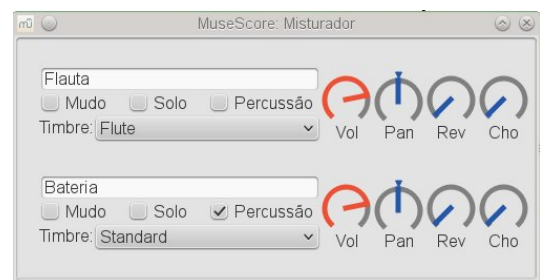 mū MuseScore: Misturador
Flauta
Mudo Solo Percussão
Timbre: Flute
Vol Pan Rev Cho
Bateria
Mudo Solo Percussão
Timbre: Standard
Vol Pan Rev Cho